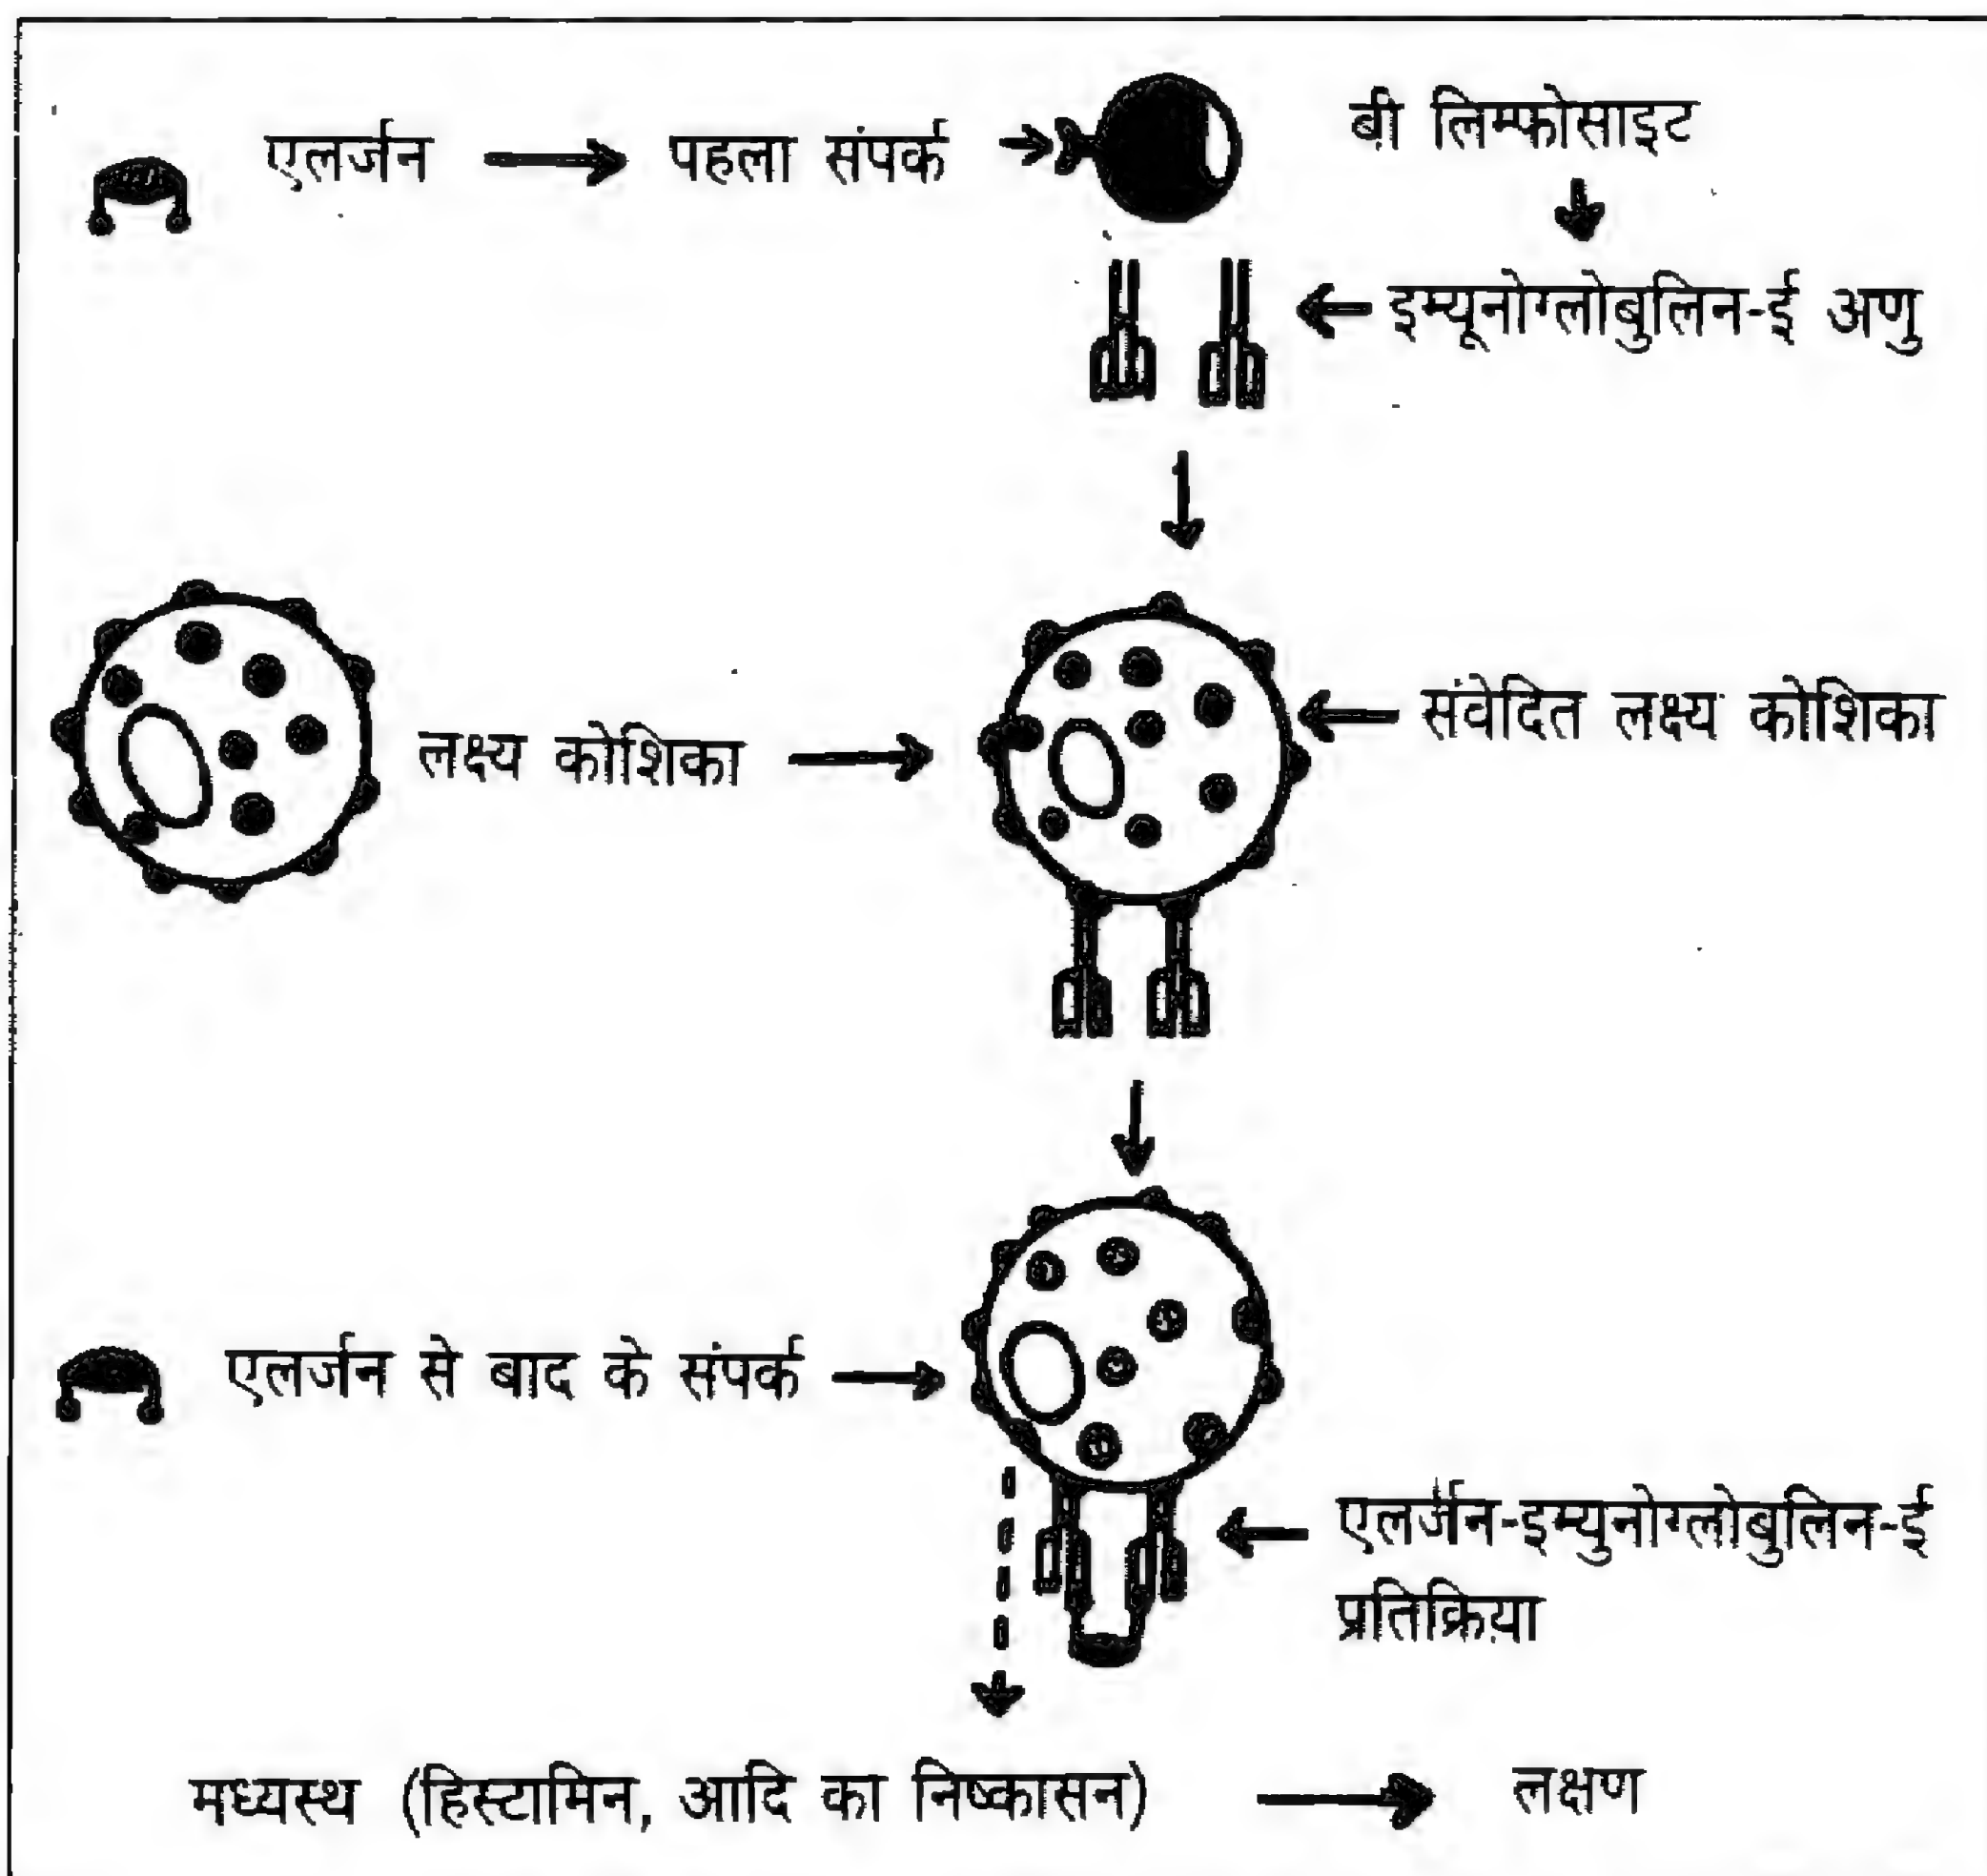 एलर्जन → पहला संपर्क → बी लिम्फोसाइट
इम्यूनोग्लोबुलिन-ई अणु
लक्ष्य कोशिका → ← संवेदित लक्ष्य कोशिका
एलर्जन से बाद के संपर्क →
एलर्जन-इम्युनोग्लोबुलिन-ई
प्रतिक्रिया
मध्यस्थ (हिस्टामिन, आदि का निष्कासन) → लक्षण